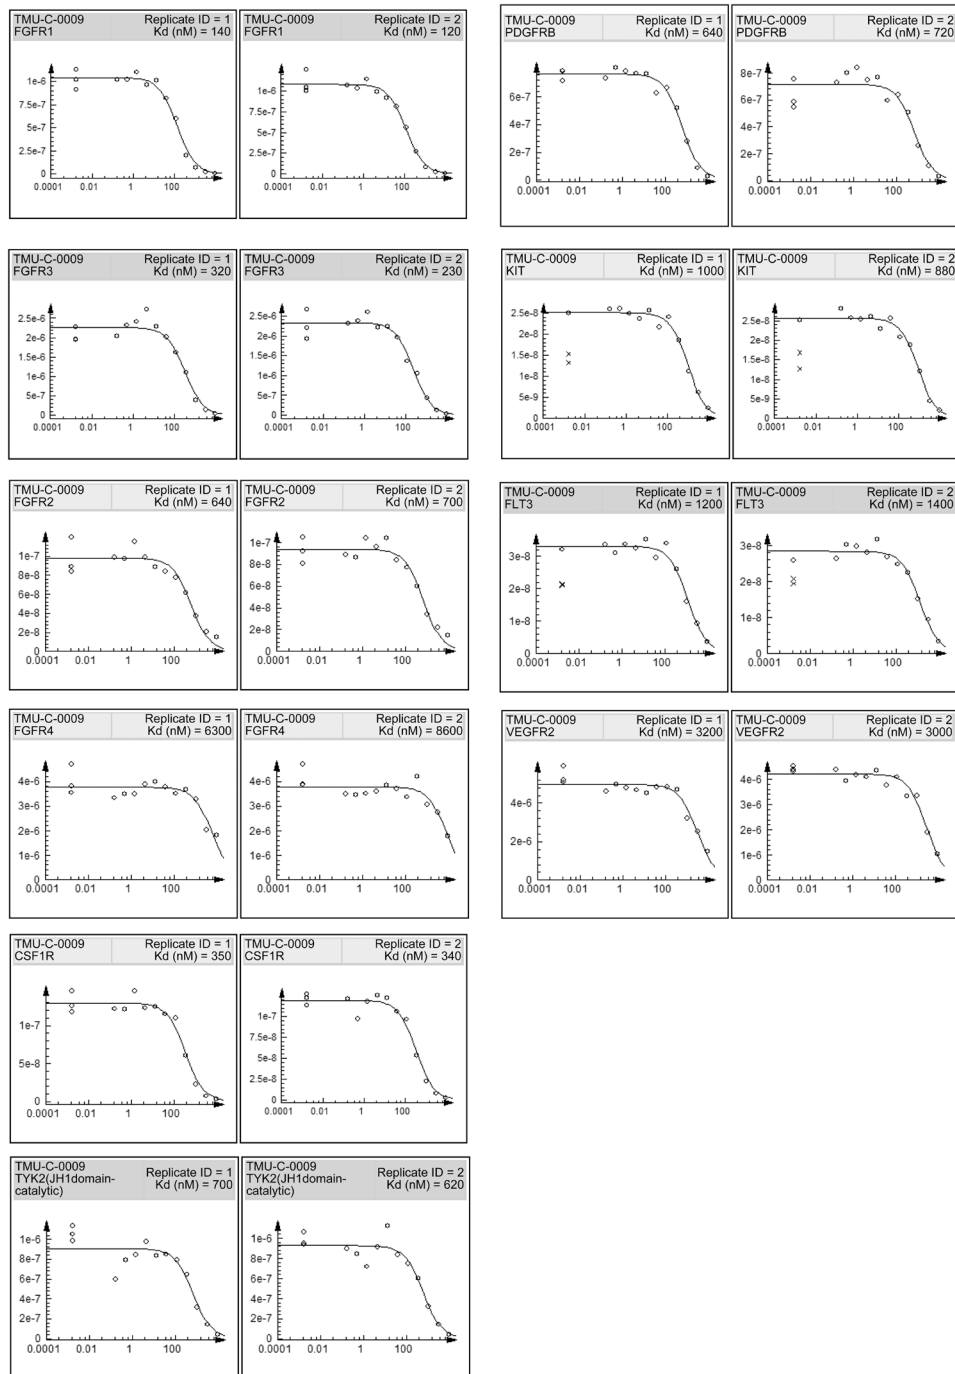 TMU-C-0009 Replicate ID = 1
FGFR1 Kd (nM) = 140
1e-6
7.5e-7
5e-7
2.5e-7
0
0.0001 0.01 1 100
TMU-C-0009 Replicate ID = 2
FGFR1 Kd (nM) = 120
1e-6
7.5e-7
5e-7
2.5e-7
0
0.0001 0.01 1 100
TMU-C-0009 Replicate ID = 1
PDGFRB Kd (nM) = 640
6e-7
4e-7
2e-7
0
0.0001 0.01 1 100
TMU-C-0009 Replicate ID = 2
PDGFRB Kd (nM) = 720
8e-7
6e-7
4e-7
2e-7
0
0.0001 0.01 1 100
TMU-C-0009 Replicate ID = 1
FGFR3 Kd (nM) = 320
2.5e-6
2e-6
1.5e-6
1e-6
5e-7
0
0.0001 0.01 1 100
TMU-C-0009 Replicate ID = 2
FGFR3 Kd (nM) = 230
2.5e-6
2e-6
1.5e-6
1e-6
5e-7
0
0.0001 0.01 1 100
TMU-C-0009 Replicate ID = 1
KIT Kd (nM) = 1000
2.5e-8
2e-8
1.5e-8
1.5e-8
5e-9
0
0.0001 0.01 1 100
TMU-C-0009 Replicate ID = 2
KIT Kd (nM) = 880
2.5e-8
2e-8
1.5e-8
1.5e-8
5e-9
0
0.0001 0.01 1 100
TMU-C-0009 Replicate ID = 1
FGFR2 Kd (nM) = 640
1e-7
8e-8
6e-8
4e-8
2e-8
0
0.0001 0.01 1 100
TMU-C-0009 Replicate ID = 2
FGFR2 Kd (nM) = 700
1e-7
8e-8
6e-8
4e-8
2e-8
0
0.0001 0.01 1 100
TMU-C-0009 Replicate ID = 1
FLT3 Kd (nM) = 1200
3e-8
2e-8
1e-8
0
0.0001 0.01 1 100
TMU-C-0009 Replicate ID = 2
FLT3 Kd (nM) = 1400
3e-8
2e-8
1e-8
0
0.0001 0.01 1 100
TMU-C-0009 Replicate ID = 1
FGFR4 Kd (nM) = 6300
4e-6
3e-6
2e-6
1e-6
0
0.0001 0.01 1 100
TMU-C-0009 Replicate ID = 2
FGFR4 Kd (nM) = 8600
4e-6
3e-6
2e-6
1e-6
0
0.0001 0.01 1 100
TMU-C-0009 Replicate ID = 1
VEGFR2 Kd (nM) = 3200
4e-6
2e-6
0
0.0001 0.01 1 100
TMU-C-0009 Replicate ID = 2
VEGFR2 Kd (nM) = 3000
4e-6
3e-6
2e-6
1e-6
0
0.0001 0.01 1 100
TMU-C-0009 Replicate ID = 1
CSF1R Kd (nM) = 350
1e-7
5e-8
0
0.0001 0.01 1 100
TMU-C-0009 Replicate ID = 2
CSF1R Kd (nM) = 340
1e-7
7.5e-8
5e-8
2.5e-8
0
0.0001 0.01 1 100
TMU-C-0009 Replicate ID = 1
TYK2(JH1domain- Kd (nM) = 700
catalytic)
1e-6
8e-7
6e-7
4e-7
2e-7
0
0.0001 0.01 1 100
TMU-C-0009 Replicate ID = 2
TYK2(JH1domain- Kd (nM) = 620
catalytic)
1e-6
8e-7
6e-7
4e-7
2e-7
0
0.0001 0.01 1 100